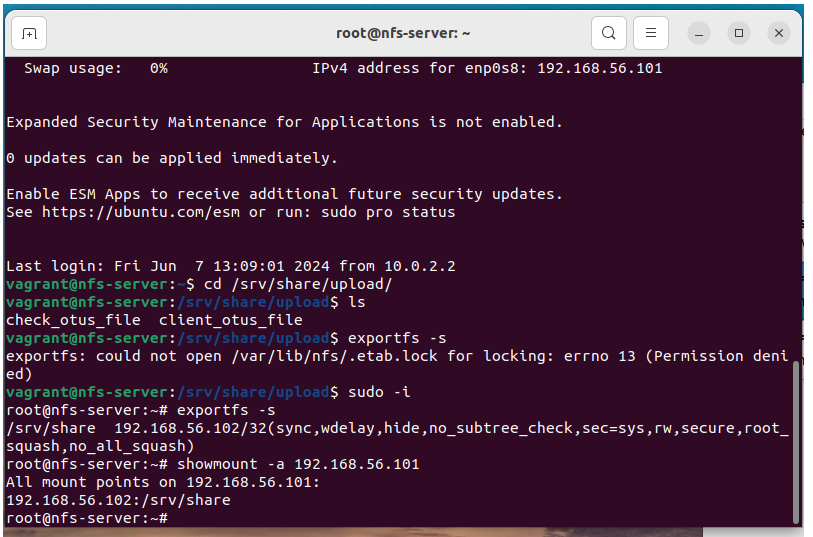 root@nfs-server: ~
Swap usage:   0%                IPv4 address for enp0s8: 192.168.56.101
Expanded Security Maintenance for Applications is not enabled.
0 updates can be applied immediately.
Enable ESM Apps to receive additional future security updates.
See https://ubuntu.com/esm or run: sudo pro status
Last login: Fri Jun  7 13:09:01 2024 from 10.0.2.2
vagrant@nfs-server:~$ cd /srv/share/upload/
vagrant@nfs-server:/srv/share/upload$ ls
check_otus_file  client_otus_file
vagrant@nfs-server:/srv/share/upload$ exportfs -s
exportfs: could not open /var/lib/nfs/.etab.lock for locking: errno 13 (Permission deni
ed)
vagrant@nfs-server:/srv/share/upload$ sudo -i
root@nfs-server:~# exportfs -s
/srv/share  192.168.56.102/32(sync,wdelay,hide,no_subtree_check,sec=sys,rw,secure,root_
squash,no_all_squash)
root@nfs-server:~# showmount -a 192.168.56.101
All mount points on 192.168.56.101:
192.168.56.102:/srv/share
root@nfs-server:~#